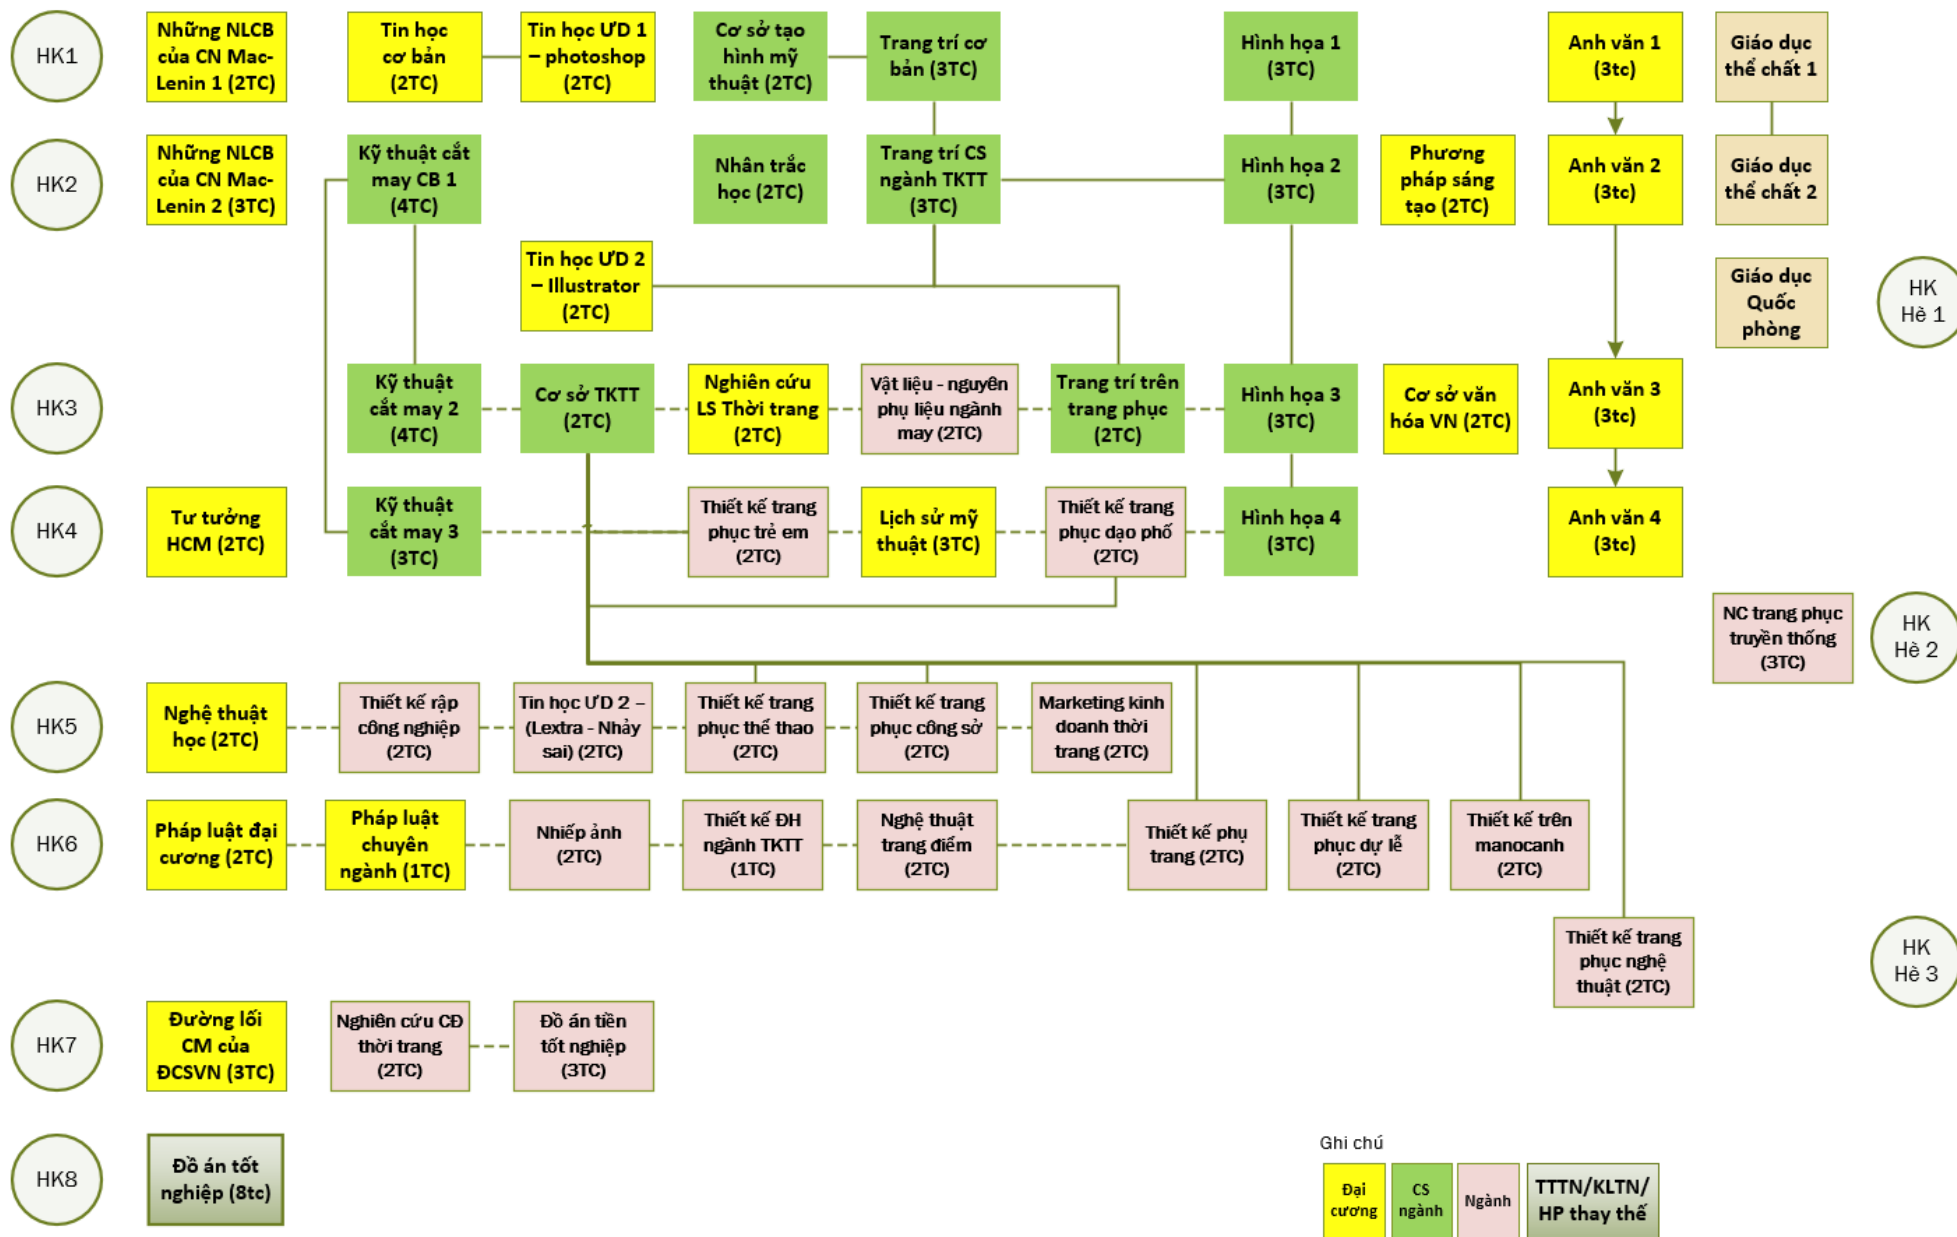 HK1
Những NLCB
của CN Mac-
Lenin 1 (2TC)
Tin học
cơ bản
(2TC)
Tin học ƯD 1
– photoshop
(2TC)
Cơ sở tạo
hình mỹ
thuật (2TC)
Trang trí cơ
bản (3TC)
Hình họa 1
(3TC)
Anh văn 1
(3tc)
Giáo dục
thể chất 1
HK2
Những NLCB
của CN Mac-
Lenin 2 (3TC)
Kỹ thuật cắt
may CB 1
(4TC)
Nhân trắc
học (2TC)
Trang trí CS
ngành TKTT
(3TC)
Hình họa 2
(3TC)
Phương
pháp sáng
tạo (2TC)
Anh văn 2
(3tc)
Giáo dục
thể chất 2
Tin học ƯD 2
– Illustrator
(2TC)
Giáo dục
Quốc
phòng
HK
Hè 1
HK3
Kỹ thuật
cắt may 2
(4TC)
Cơ sở TKTT
(2TC)
Nghiên cứu
LS Thời trang
(2TC)
Vật liệu - nguyên
phụ liệu ngành
may (2TC)
Trang trí trên
trang phục
(2TC)
Hình họa 3
(3TC)
Cơ sở văn
hóa VN (2TC)
Anh văn 3
(3tc)
HK4
Tư tưởng
HCM (2TC)
Kỹ thuật
cắt may 3
(3TC)
Thiết kế trang
phục trẻ em
(2TC)
Lịch sử mỹ
thuật (3TC)
Thiết kế trang
phục dạo phố
(2TC)
Hình họa 4
(3TC)
Anh văn 4
(3tc)
NC trang phục
truyền thống
(3TC)
HK
Hè 2
HK5
Nghệ thuật
học (2TC)
Thiết kế rập
công nghiệp
(2TC)
Tin học ƯD 2 –
(Lextra - Nhảy
sai) (2TC)
Thiết kế trang
phục thể thao
(2TC)
Thiết kế trang
phục công sở
(2TC)
Marketing kinh
doanh thời
trang (2TC)
HK6
Pháp luật đại
cương (2TC)
Pháp luật
chuyên
ngành (1TC)
Nhiếp ảnh
(2TC)
Thiết kế ĐH
ngành TKTT
(1TC)
Nghệ thuật
trang điểm
(2TC)
Thiết kế phụ
trang (2TC)
Thiết kế trang
phục dự lễ
(2TC)
Thiết kế trên
manocanh
(2TC)
Thiết kế trang
phục nghệ
thuật (2TC)
HK
Hè 3
HK7
Đường lối
CM của
ĐCSVN (3TC)
Nghiên cứu CĐ
thời trang
(2TC)
Đồ án tiền
tốt nghiệp
(3TC)
HK8
Đồ án tốt
nghiệp (8tc)
Ghi chú
Đại
cương
CS
ngành
Ngành
TTTN/KLTN/
HP thay thế